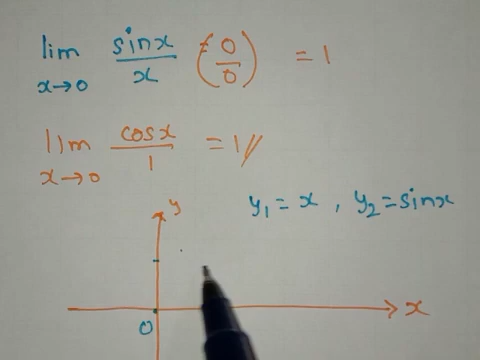 lim x→0 sinx/x = (0/0) = 1
lim x→0 cosx/1 = 1//
y
y₁ = x , y₂ = sinx
x
0